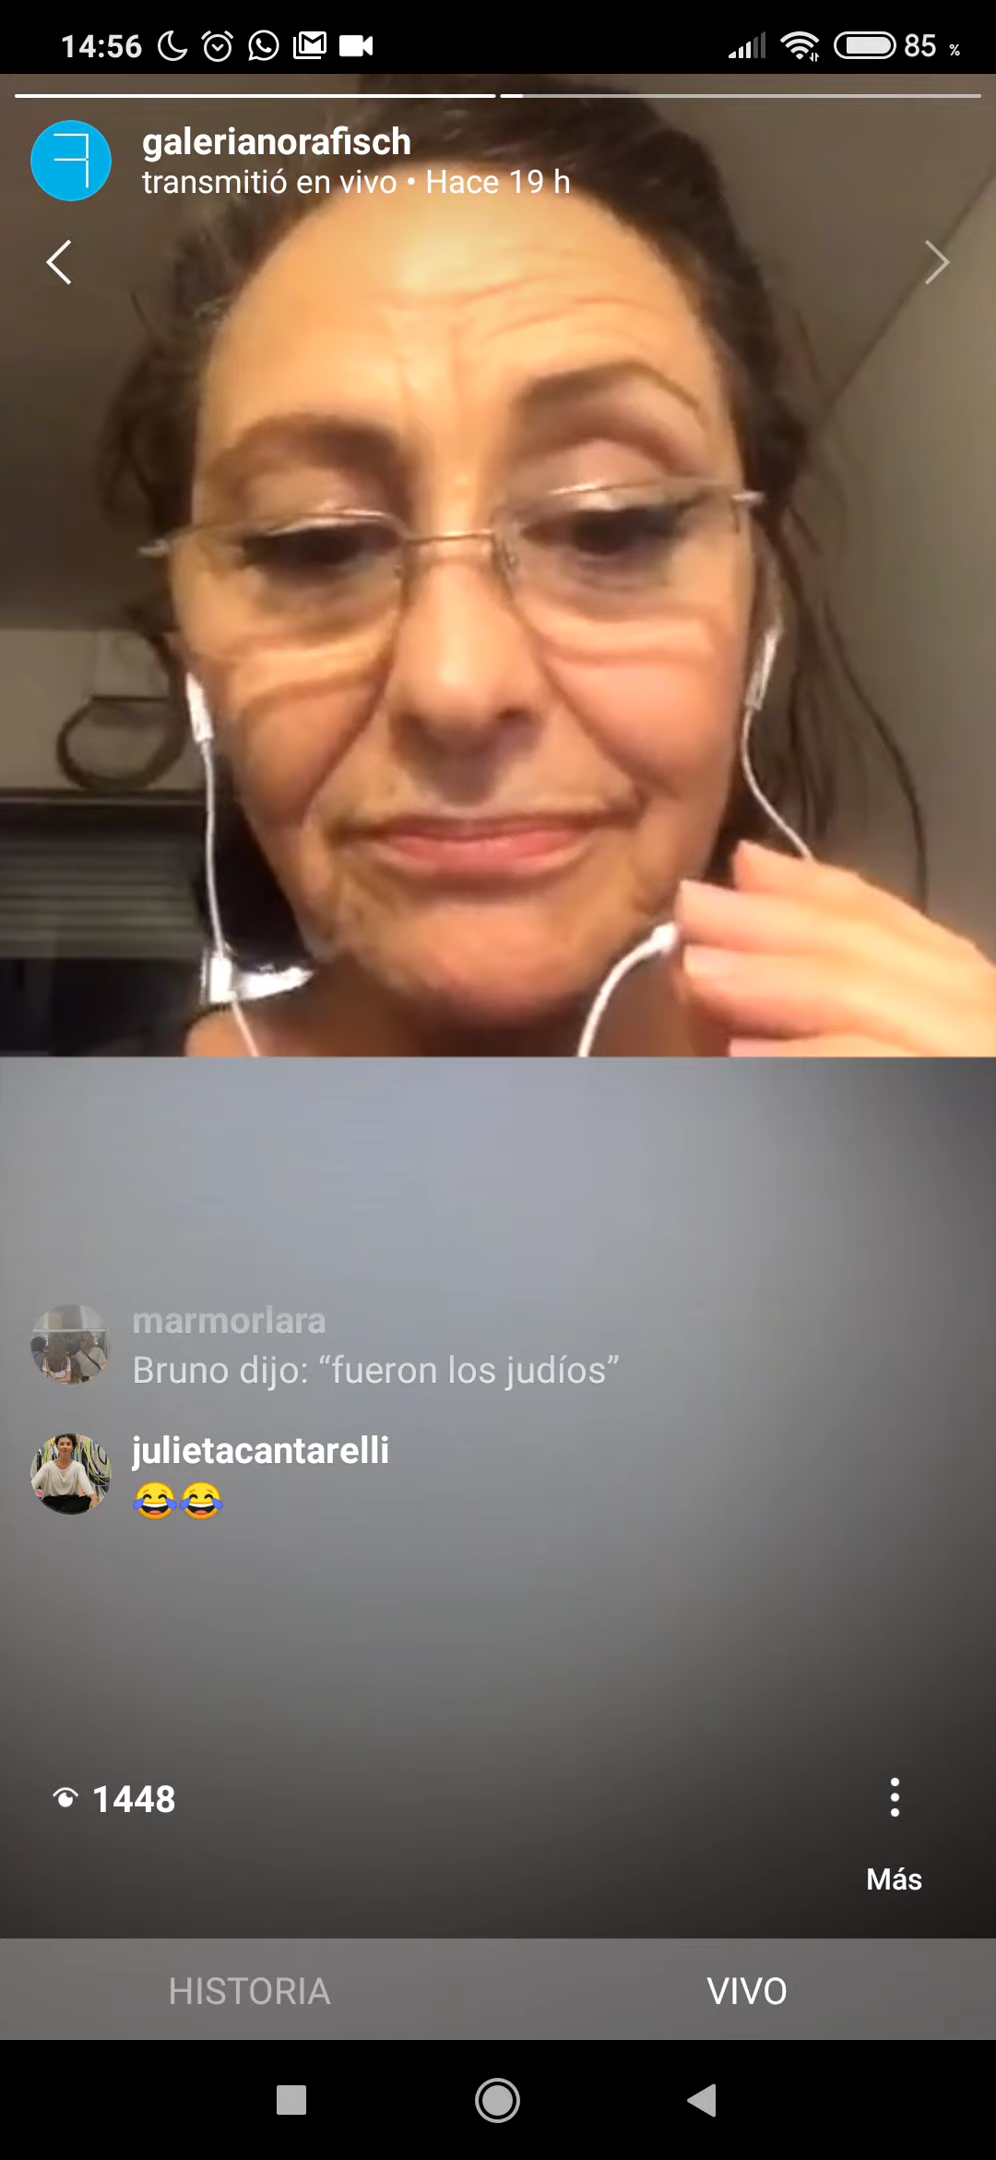 14:56 85 %
galerianorafisch
transmitió en vivo • Hace 19 h
marmorlara
Bruno dijo: “fueron los judíos”
julietacantarelli
😂😂
1448
Más
HISTORIA VIVO